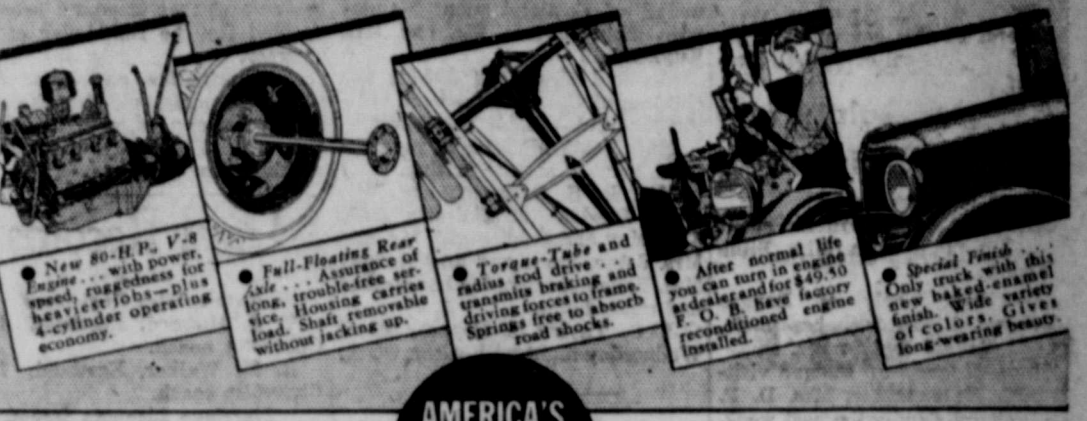 ● New 80-H.P. V-8
Engine . . . with power,
speed, ruggedness for
heaviest jobs—plus
4-cylinder operating
economy.
● Full-Floating Rear
Axle . . . Assurance of
long, trouble-free ser-
vice. Housing carries
load. Shaft removable
without jacking up.
● Torque-Tube and
radius rod drive . . .
transmits braking and
driving forces to frame.
Springs free to absorb
road shocks.
● After normal life
you can turn in engine
at dealer and for $49.50
F. O. B. have factory
reconditioned engine
installed.
● Special Finish . . .
Only truck with this
new baked-enamel
finish. Wide variety
of colors. Gives
long-wearing beauty.
AMERICA'S